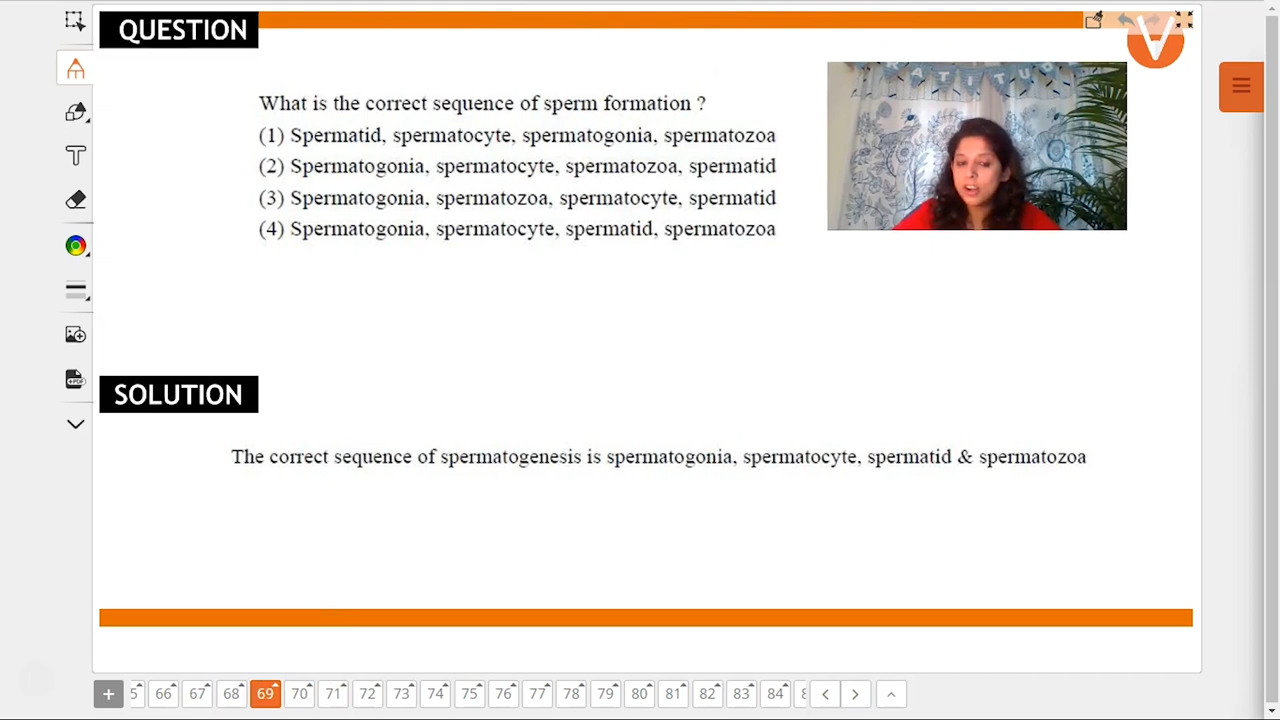 QUESTION
What is the correct sequence of sperm formation ?
(1) Spermatid, spermatocyte, spermatogonia, spermatozoa
(2) Spermatogonia, spermatocyte, spermatozoa, spermatid
(3) Spermatogonia, spermatozoa, spermatocyte, spermatid
(4) Spermatogonia, spermatocyte, spermatid, spermatozoa
RATITUD
SOLUTION
The correct sequence of spermatogenesis is spermatogonia, spermatocyte, spermatid & spermatozoa
+PDF
+ 5 66 67 68 69 70 71 72 73 74 75 76 77 78 79 80 81 82 83 84